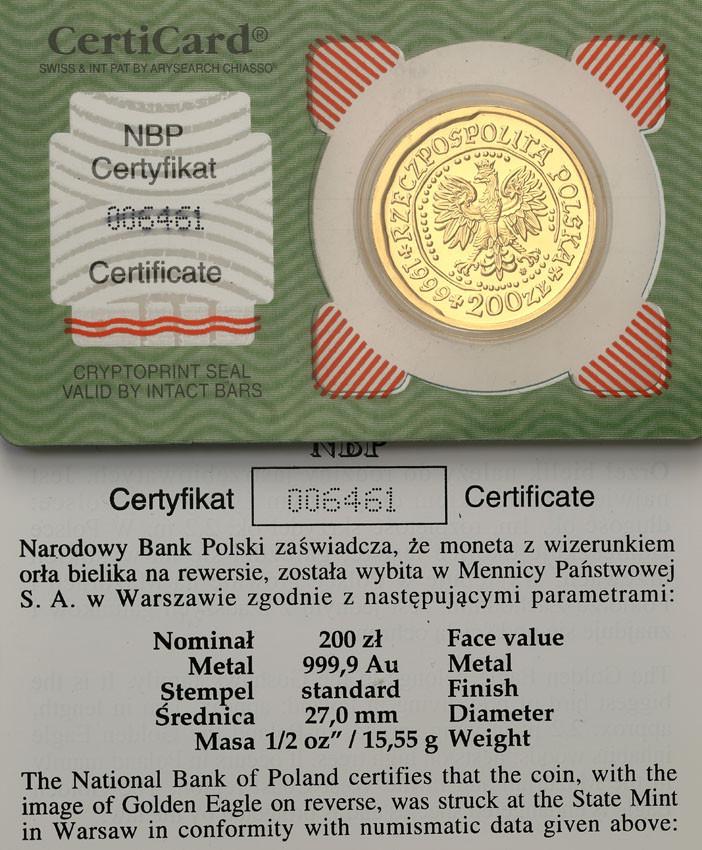 CertiCard®
SWISS & INT PAT BY ARYSEARCH CHIASSO
NBP
Certyfikat
006461
Certificate
CRYPTOPRINT SEAL
VALID BY INTACT BARS
RZECZPOSPOLITA POLSKA
1999 200 ZŁ
NBP
Certyfikat 006461 Certificate
Narodowy Bank Polski zaświadcza, że moneta z wizerunkiem
orła bielika na rewersie, została wybita w Mennicy Państwowej
S. A. w Warszawie zgodnie z następującymi parametrami:
Nominał 200 zł Face value
Metal 999,9 Au Metal
Stempel standard Finish
Średnica 27,0 mm Diameter
Masa 1/2 oz" / 15,55 g Weight
The National Bank of Poland certifies that the coin, with the
image of Golden Eagle on reverse, was struck at the State Mint
in Warsaw in conformity with numismatic data given above: